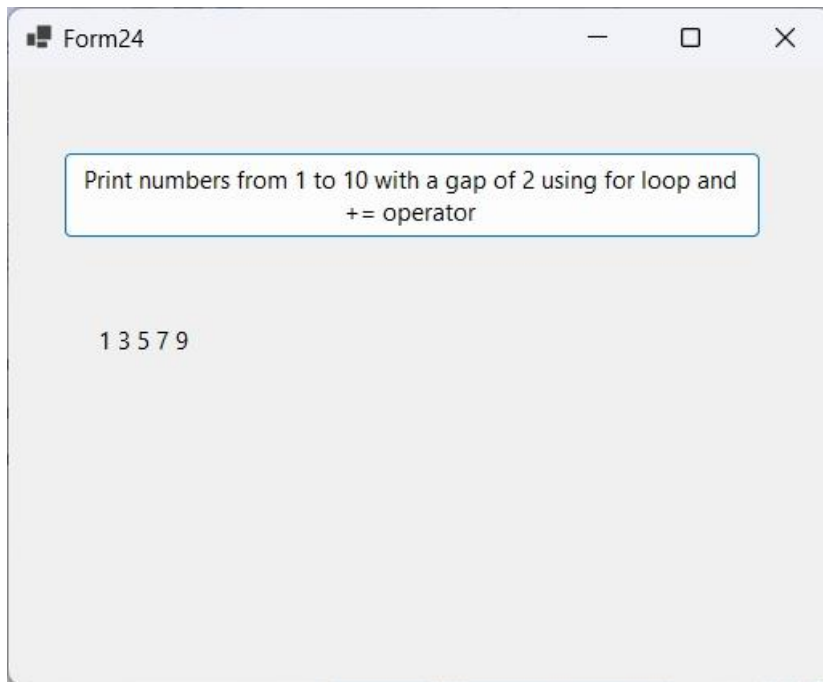 Form24
Print numbers from 1 to 10 with a gap of 2 using for loop and
+= operator
1 3 5 7 9